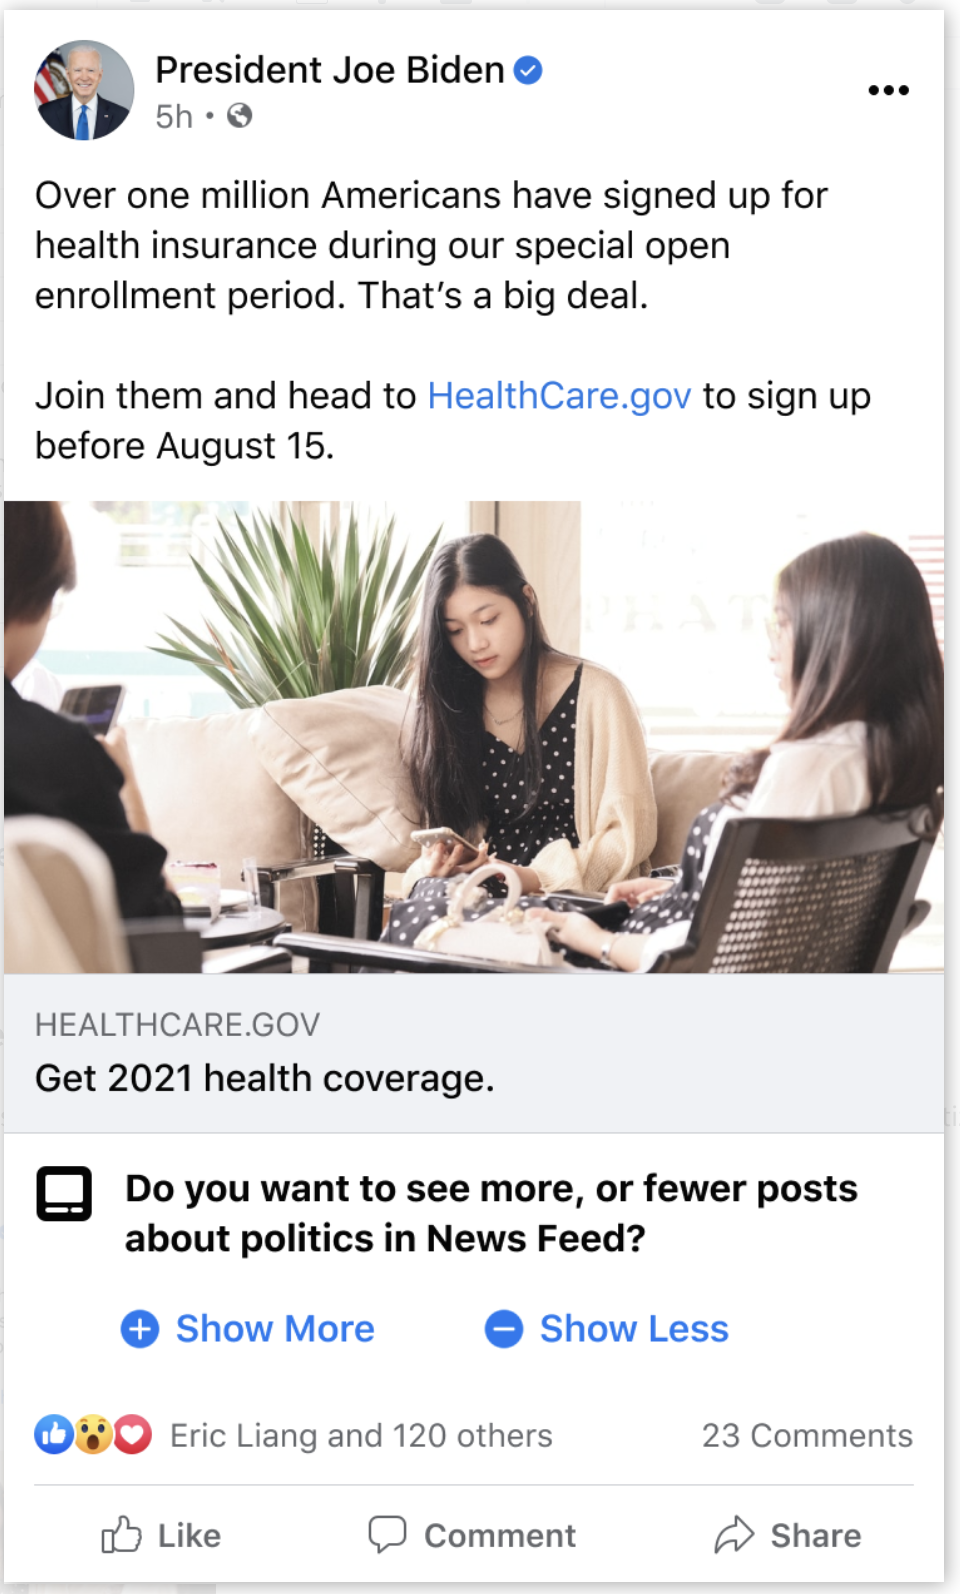 President Joe Biden
5h •
Over one million Americans have signed up for
health insurance during our special open
enrollment period. That's a big deal.
Join them and head to HealthCare.gov to sign up
before August 15.
HEALTHCARE.GOV
Get 2021 health coverage.
Do you want to see more, or fewer posts
about politics in News Feed?
Show More Show Less
Eric Liang and 120 others 23 Comments
Like Comment Share